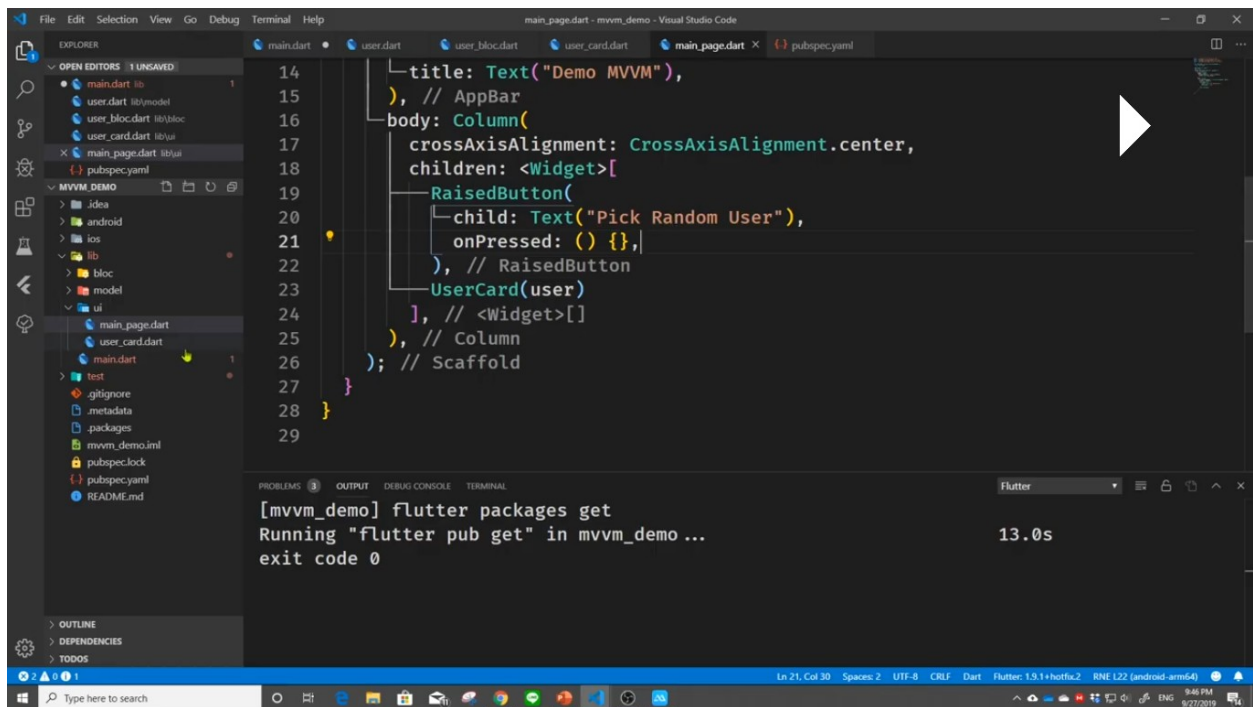 File Edit Selection View Go Debug Terminal Help
main_page.dart - mvvm_demo - Visual Studio Code
EXPLORER
OPEN EDITORS 1 UNSAVED
main.dart lib 1
user.dart lib\model
user_bloc.dart lib\bloc
user_card.dart lib\ui
main_page.dart lib\ui
pubspec.yaml
MVVM_DEMO
.idea
android
ios
lib
bloc
model
ui
main_page.dart
user_card.dart
main.dart 1
test
.gitignore
.metadata
.packages
mvvm_demo.iml
pubspec.lock
pubspec.yaml
README.md
OUTLINE
DEPENDENCIES
TODOS
main.dart user.dart user_bloc.dart user_card.dart main_page.dart pubspec.yaml
14 title: Text("Demo MVVM"),
15 ), // AppBar
16 body: Column(
17 crossAxisAlignment: CrossAxisAlignment.center,
18 children: <Widget>[
19 RaisedButton(
20 child: Text("Pick Random User"),
21 onPressed: () {},
22 ), // RaisedButton
23 UserCard(user)
24 ], // <Widget>[]
25 ), // Column
26 ); // Scaffold
27 }
28 }
29
PROBLEMS 3 OUTPUT DEBUG CONSOLE TERMINAL Flutter
[mvvm_demo] flutter packages get
Running "flutter pub get" in mvvm_demo... 13.0s
exit code 0
2 0 1 Ln 21, Col 30 Spaces: 2 UTF-8 CRLF Dart Flutter: 1.9.1+hotfix.2 RNE L22 (android-arm64)
Type here to search ENG 9:46 PM
9/27/2019